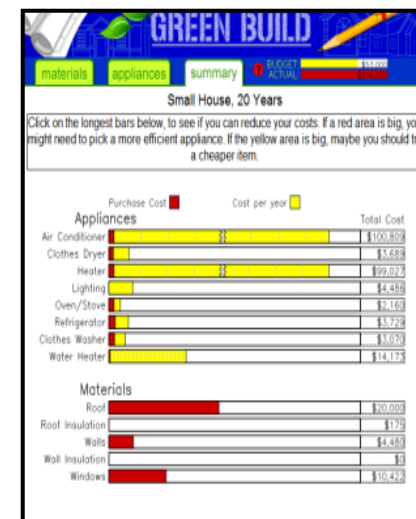 GREEN BUILD
materials appliances summary ? BUDGET:
ACTUAL:
Small House, 20 Years
Click on the longest bars below, to see if you can reduce your costs. If a red area is big, yo
might need to pick a more efficient appliance. If the yellow area is big, maybe you should tr
a cheaper item.
Purchase Cost Cost per year
Appliances Total Cost
Air Conditioner $100,809
Clothes Dryer $3,689
Heater $99,027
Lighting $4,486
Oven/Stove $2,160
Refrigerator $3,729
Clothes Washer $3,070
Water Heater $14,173
Materials
Roof $20,000
Roof Insulation $175
Walls $4,480
Wall Insulation $0
Windows $10,422